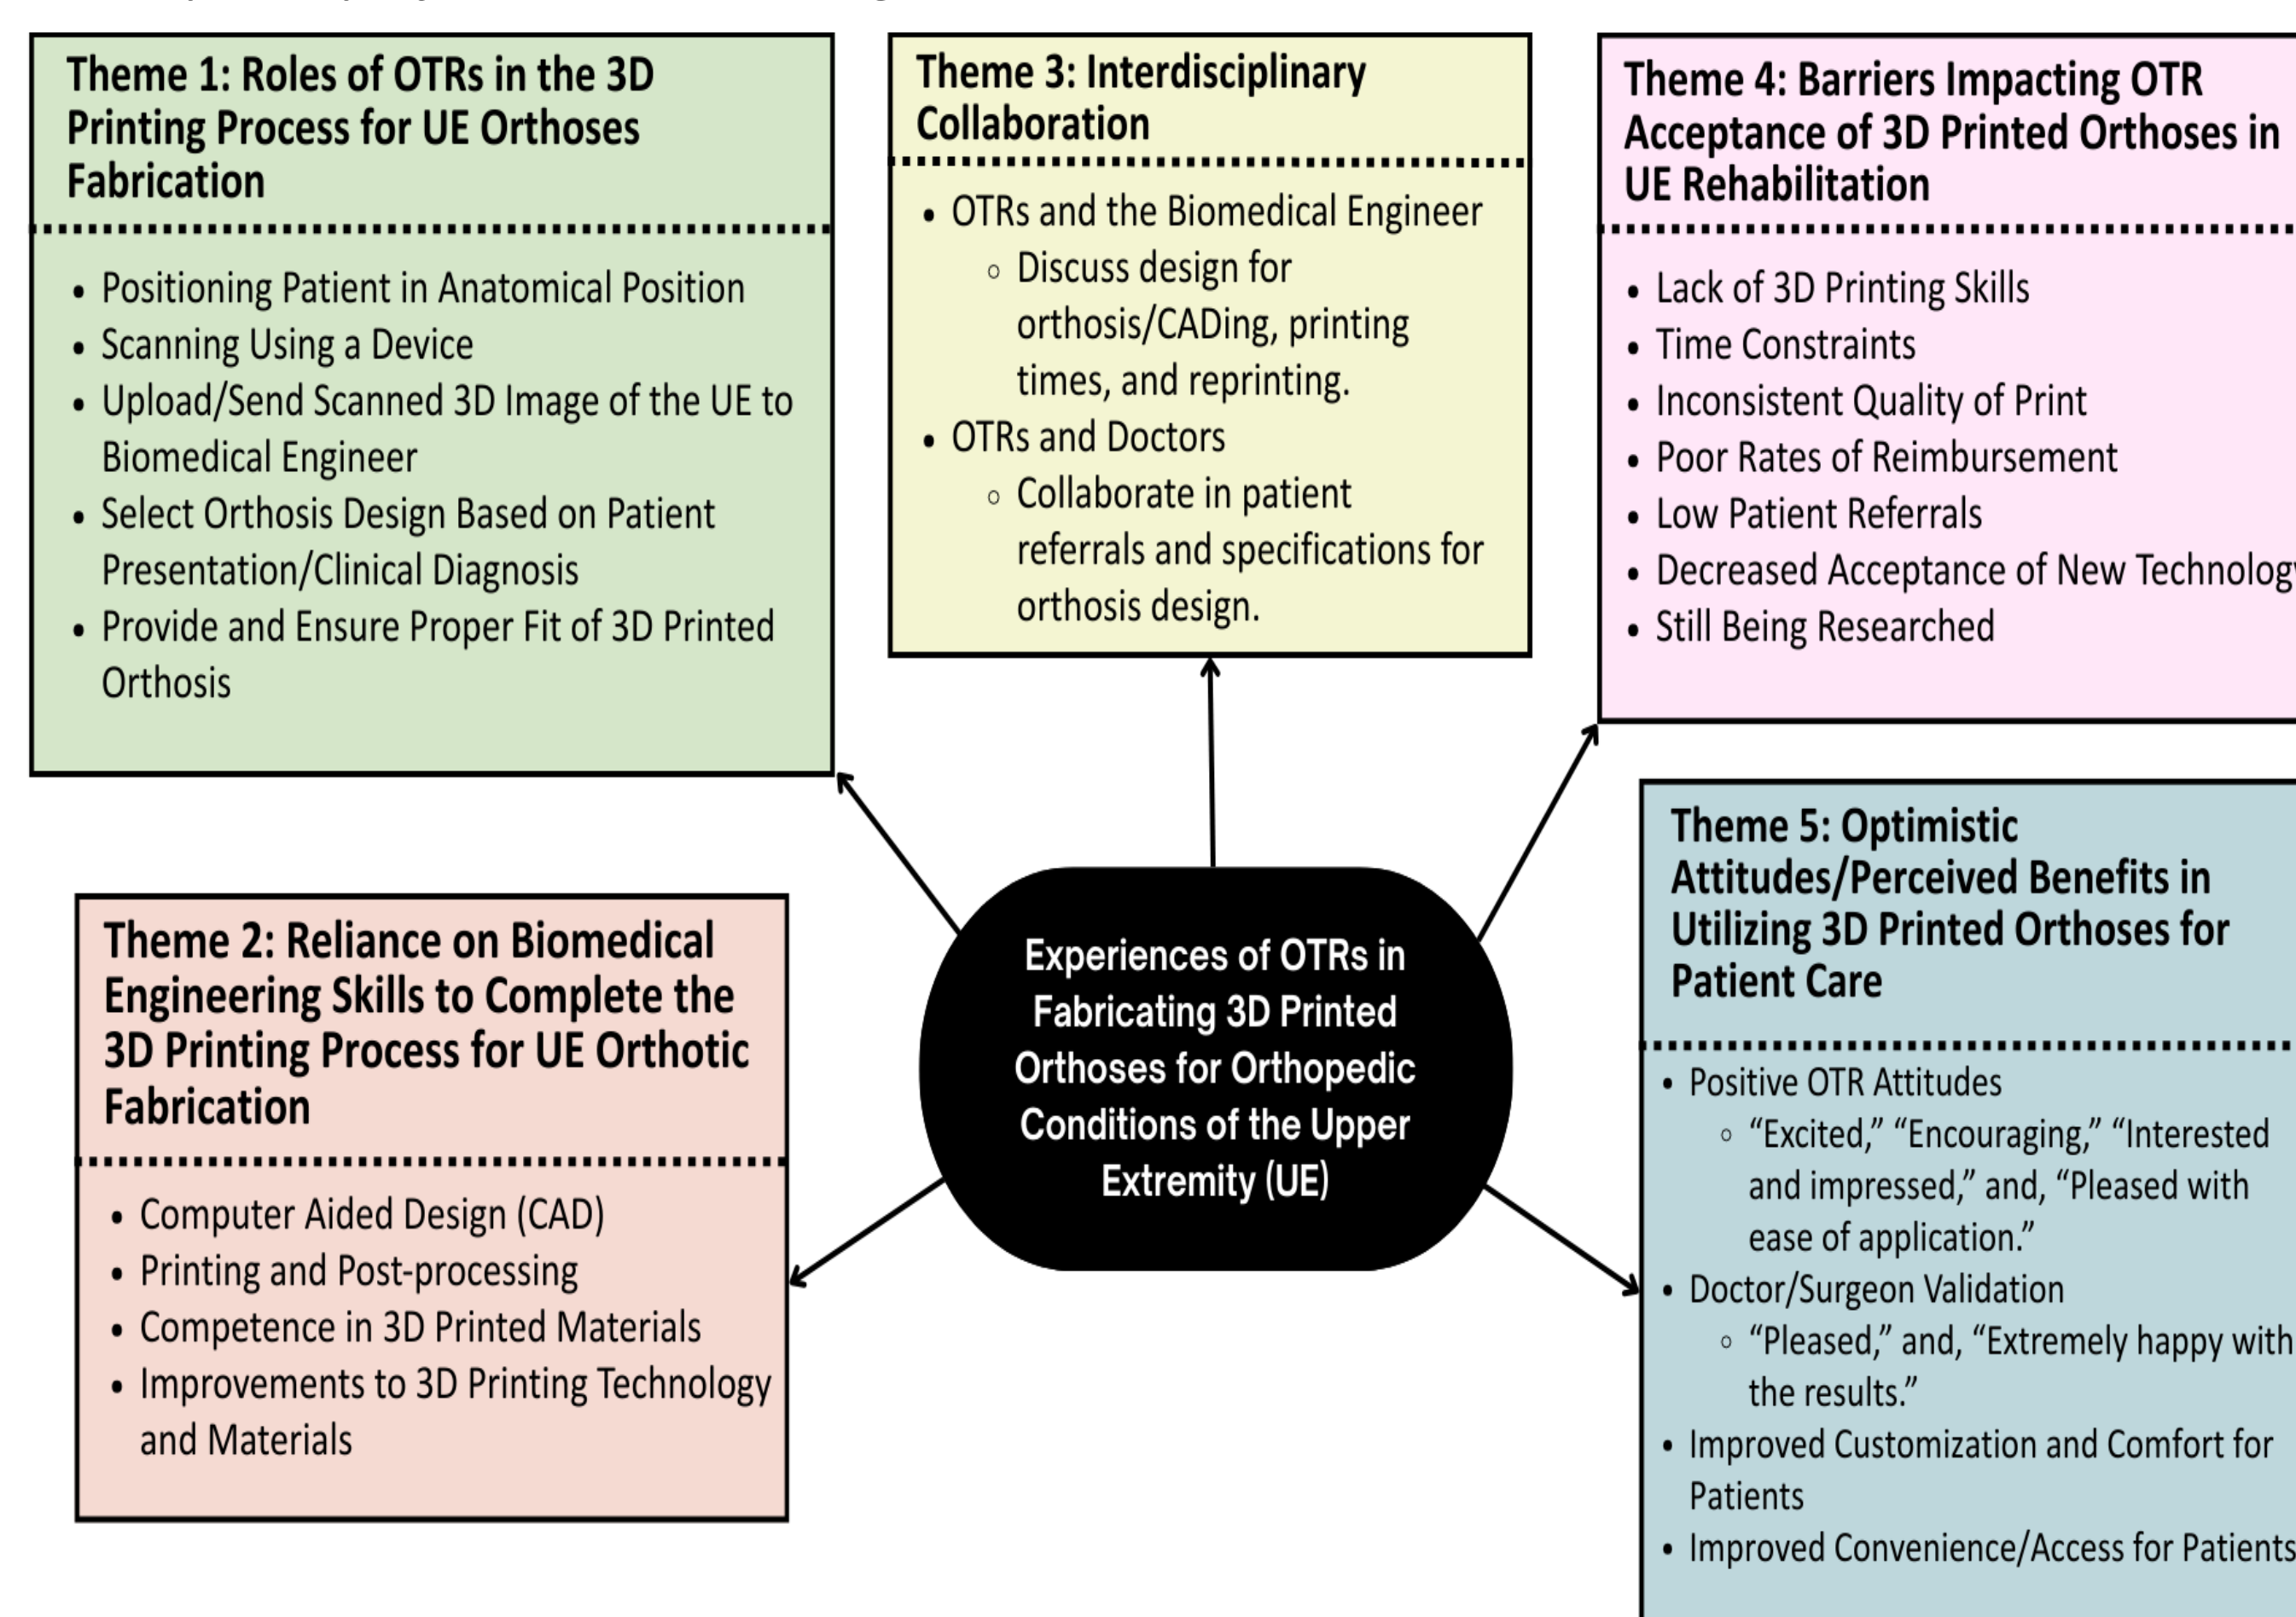 Theme 1: Roles of OTRs in the 3D
Printing Process for UE Orthoses
Fabrication
Positioning Patient in Anatomical Position
Scanning Using a Device
Upload/Send Scanned 3D Image of the UE to
Biomedical Engineer
Select Orthosis Design Based on Patient
Presentation/Clinical Diagnosis
Provide and Ensure Proper Fit of 3D Printed
Orthosis
Theme 2: Reliance on Biomedical
Engineering Skills to Complete the
3D Printing Process for UE Orthotic
Fabrication
Computer Aided Design (CAD)
Printing and Post-processing
Competence in 3D Printed Materials
Improvements to 3D Printing Technology
and Materials
Theme 3: Interdisciplinary
Collaboration
OTRs and the Biomedical Engineer
Discuss design for
orthosis/CADing, printing
times, and reprinting.
OTRs and Doctors
Collaborate in patient
referrals and specifications for
orthosis design.
Experiences of OTRs in
Fabricating 3D Printed
Orthoses for Orthopedic
Conditions of the Upper
Extremity (UE)
Theme 4: Barriers Impacting OTR
Acceptance of 3D Printed Orthoses in
UE Rehabilitation
Lack of 3D Printing Skills
Time Constraints
Inconsistent Quality of Print
Poor Rates of Reimbursement
Low Patient Referrals
Decreased Acceptance of New Technology
Still Being Researched
Theme 5: Optimistic
Attitudes/Perceived Benefits in
Utilizing 3D Printed Orthoses for
Patient Care
Positive OTR Attitudes
“Excited,” “Encouraging,” “Interested
and impressed,” and, “Pleased with
ease of application.”
Doctor/Surgeon Validation
“Pleased,” and, “Extremely happy with
the results.”
Improved Customization and Comfort for
Patients
Improved Convenience/Access for Patients